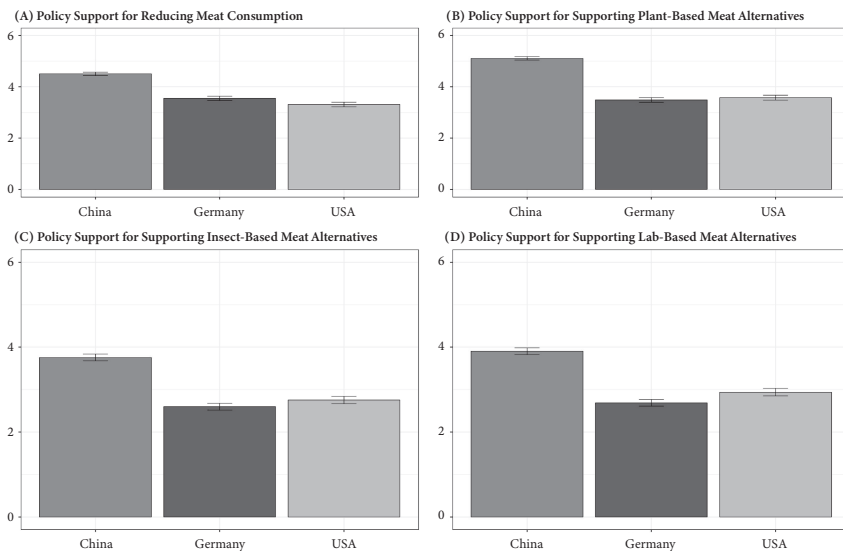 (A) Policy Support for Reducing Meat Consumption
6
4
2
0
China Germany USA
(B) Policy Support for Supporting Plant-Based Meat Alternatives
6
4
2
0
China Germany USA
(C) Policy Support for Supporting Insect-Based Meat Alternatives
6
4
2
0
China Germany USA
(D) Policy Support for Supporting Lab-Based Meat Alternatives
6
4
2
0
China Germany USA